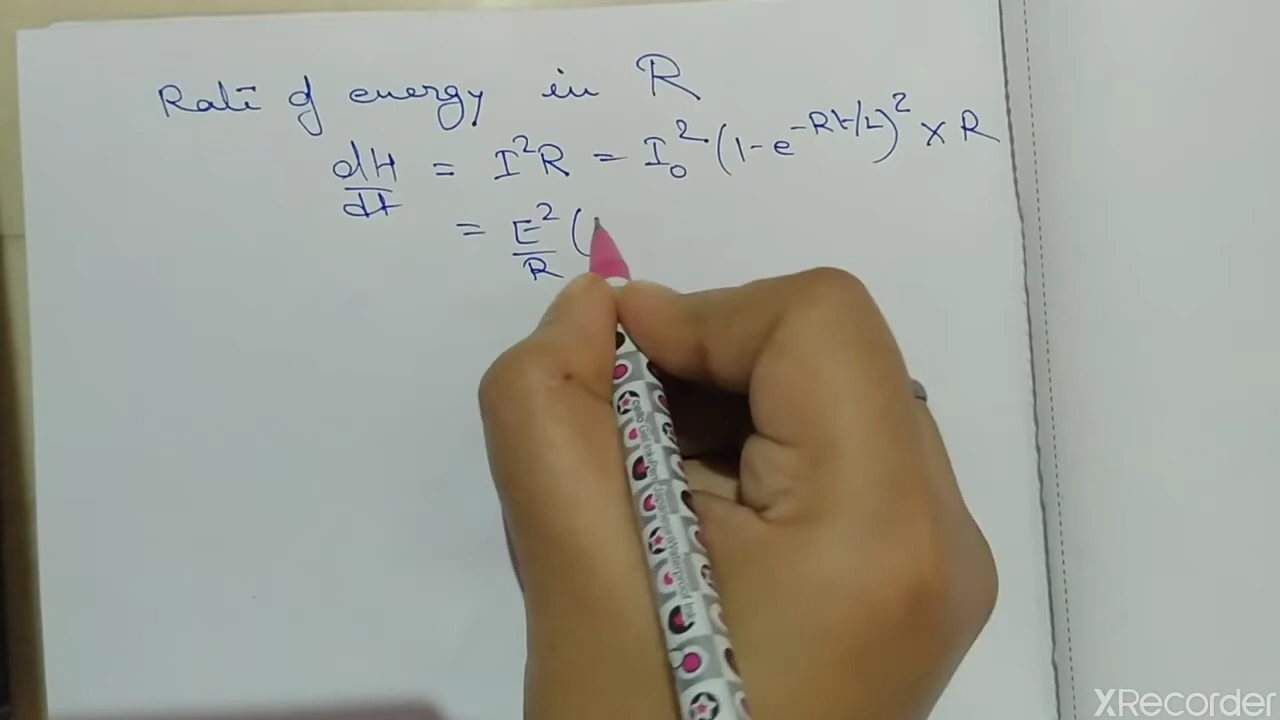 Rate of energy in R
dH/dt = I²R = I₀²(1-e^(-Rt/L))² × R
= E²/R (
XRecorder